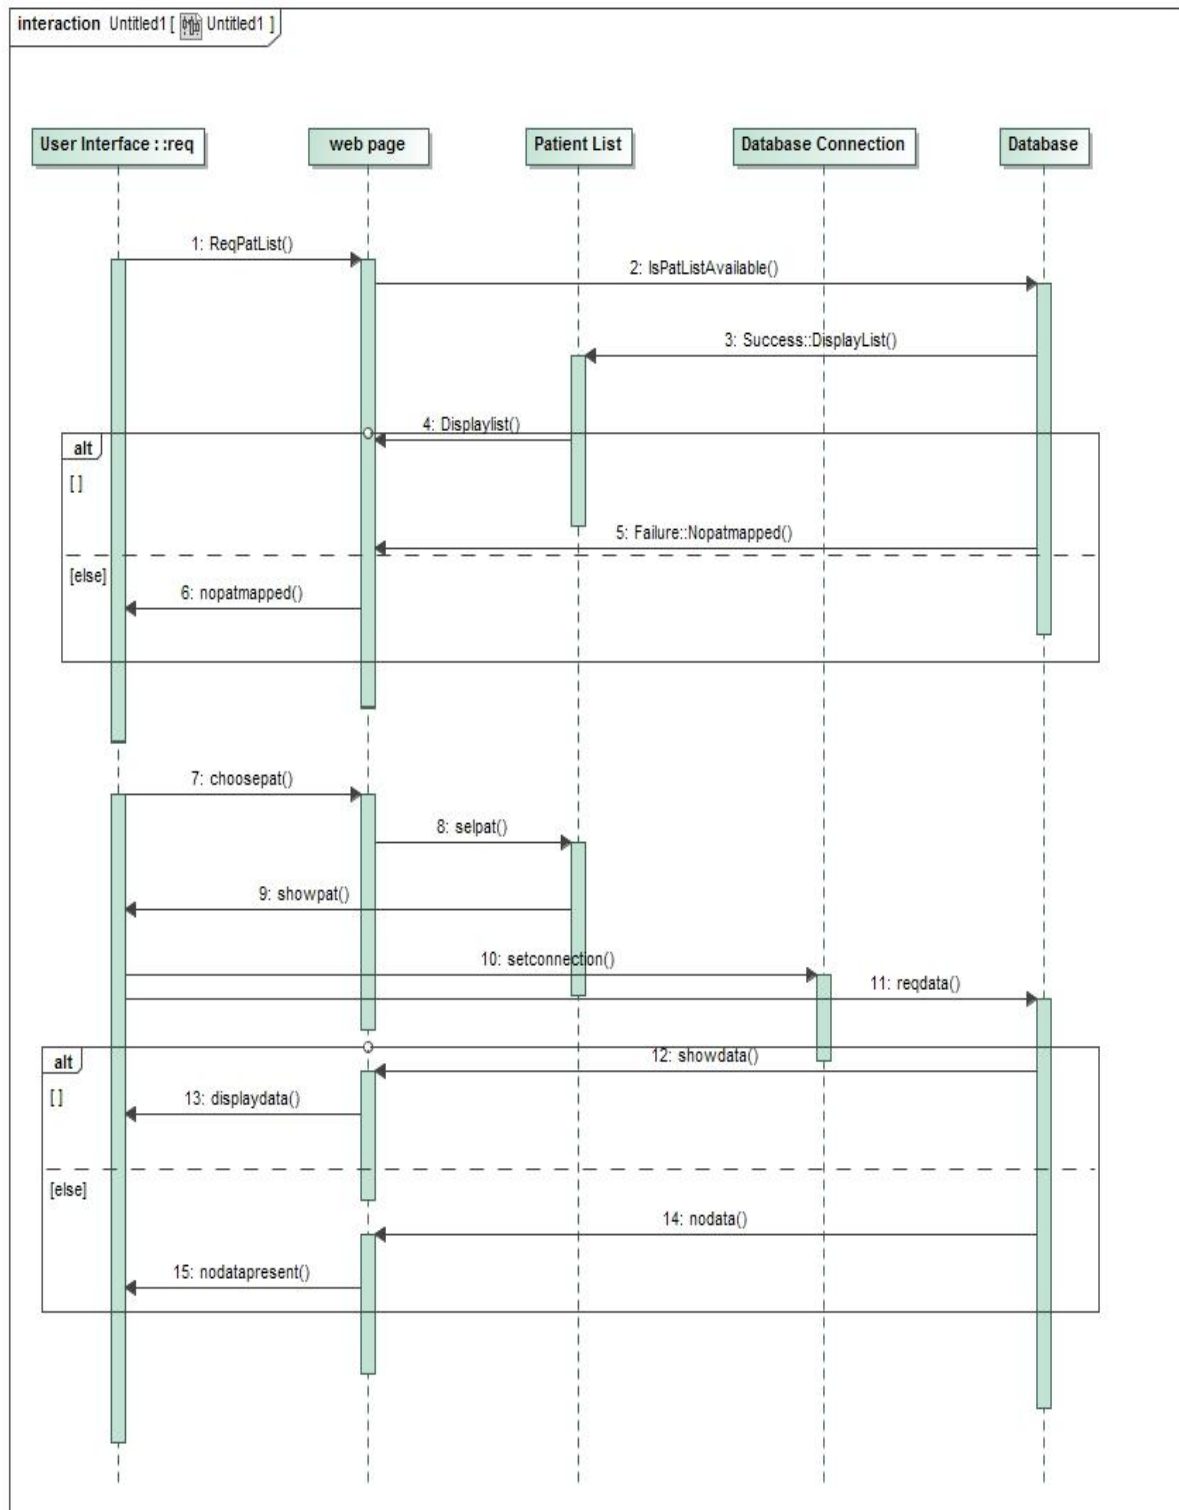 interaction Untitled1 [ Untitled1 ]
User Interface : :req
web page
Patient List
Database Connection
Database
1: ReqPatList()
2: IsPatListAvailable()
3: Success::DisplayList()
4: Displaylist()
alt
[ ]
5: Failure::Nopatmapped()
[else]
6: nopatmapped()
7: choosepat()
8: selpat()
9: showpat()
10: setconnection()
11: reqdata()
12: showdata()
alt
[ ]
13: displaydata()
[else]
14: nodata()
15: nodatapresent()